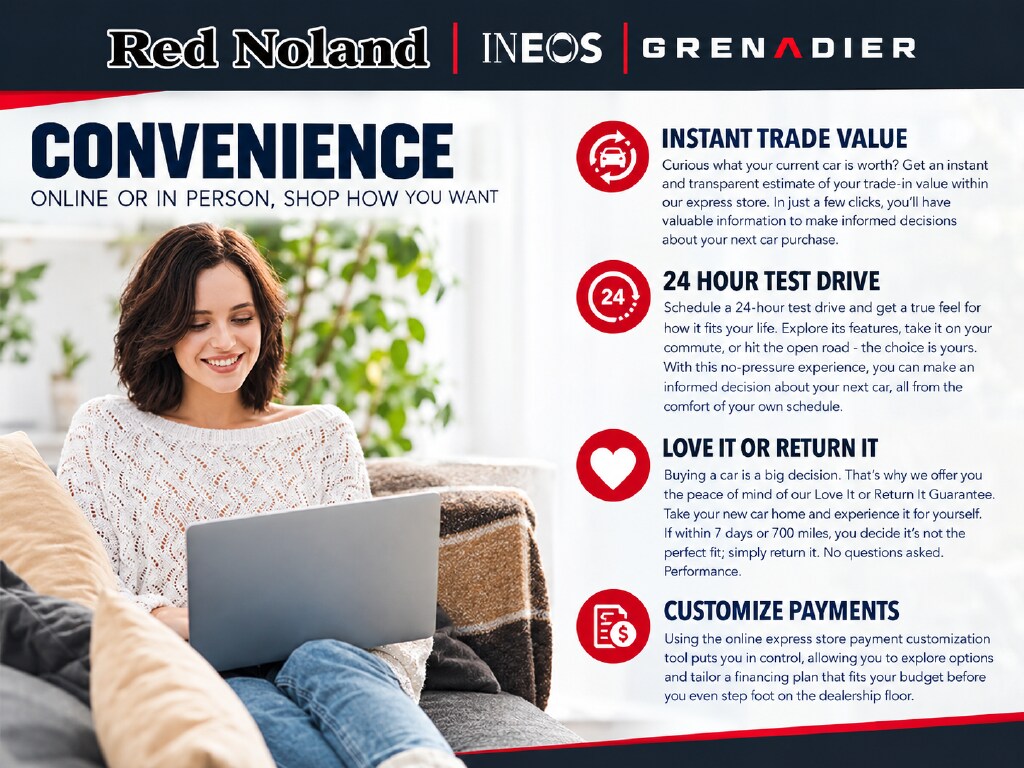 Red Noland | INEOS | GRENADIER
CONVENIENCE
ONLINE OR IN PERSON, SHOP HOW YOU WANT
INSTANT TRADE VALUE
Curious what your current car is worth? Get an instant
and transparent estimate of your trade-in value within
our express store. In just a few clicks, you'll have
valuable information to make informed decisions
about your next car purchase.
24
24 HOUR TEST DRIVE
Schedule a 24-hour test drive and get a true feel for
how it fits your life. Explore its features, take it on your
commute, or hit the open road - the choice is yours.
With this no-pressure experience, you can make an
informed decision about your next car, all from the
comfort of your own schedule.
LOVE IT OR RETURN IT
Buying a car is a big decision. That's why we offer you
the peace of mind of our Love It or Return It Guarantee.
Take your new car home and experience it for yourself.
If within 7 days or 700 miles, you decide it's not the
perfect fit; simply return it. No questions asked.
Performance.
$
CUSTOMIZE PAYMENTS
Using the online express store payment customization
tool puts you in control, allowing you to explore options
and tailor a financing plan that fits your budget before
you even step foot on the dealership floor.